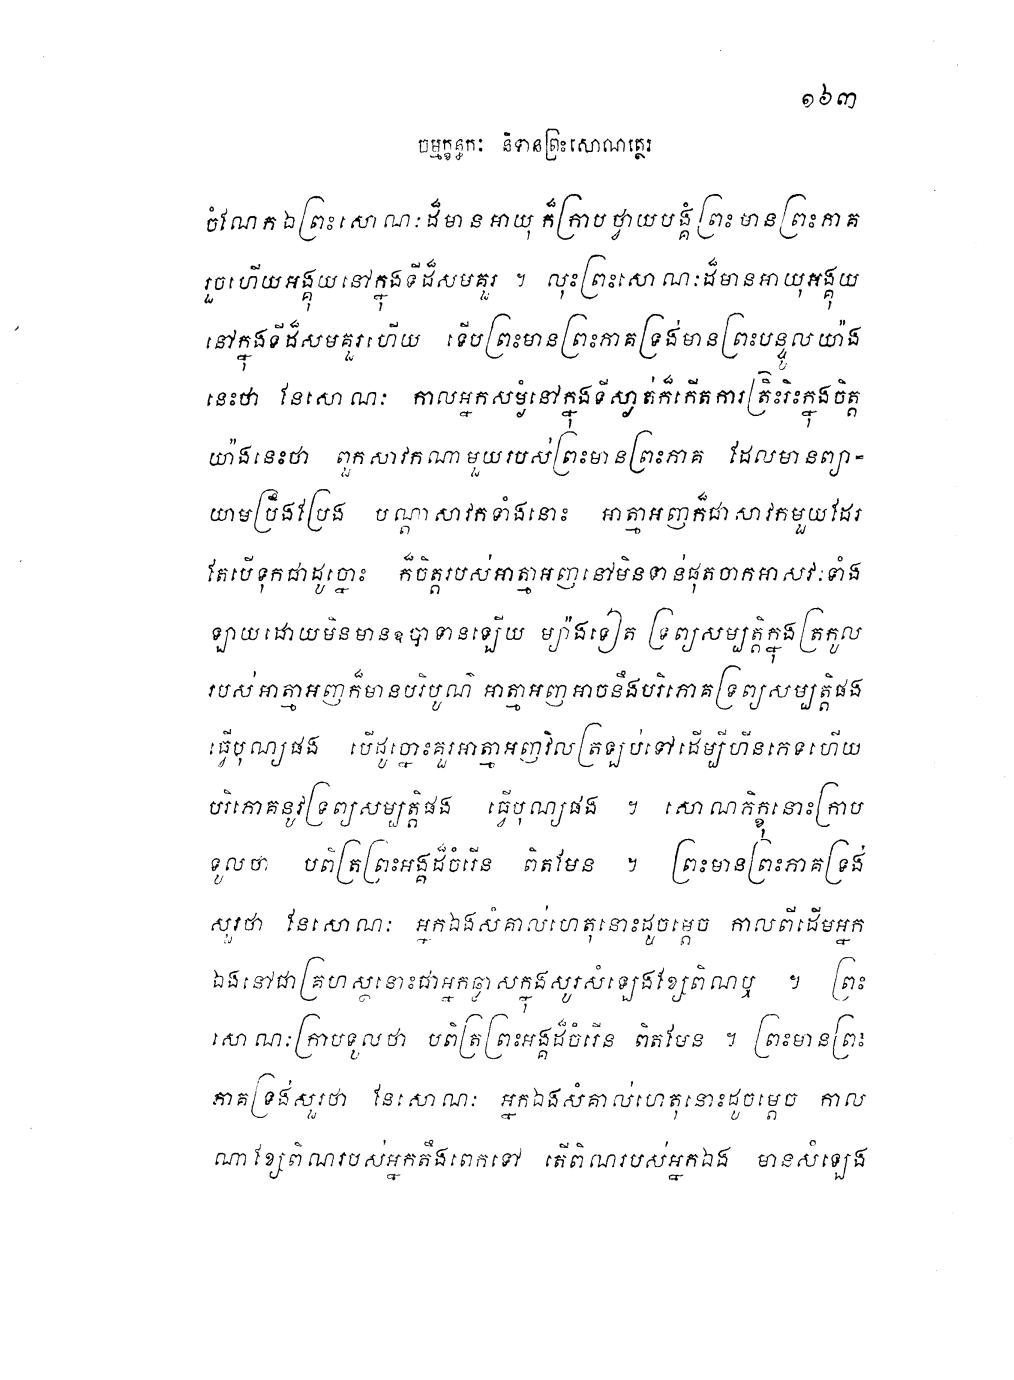 ១៦៣
ចម្មក្ខន្ធកៈ និទានព្រះសោណត្ថេរ
ចំណែកឯព្រះសោណៈដ៏មានអាយុ ក៏ក្រាបថ្វាយបង្គំព្រះមានព្រះភាគ
រួចហើយអង្គុយនៅក្នុងទីដ៏សមគួរ ។ លុះព្រះសោណៈដ៏មានអាយុអង្គុយ
នៅក្នុងទីដ៏សមគួរហើយ ទើបព្រះមានព្រះភាគទ្រង់មានព្រះបន្ទូលយ៉ាង
នេះថា នែសោណៈ កាលអ្នកសម្ងំនៅក្នុងទីស្ងាត់ក៏កើតការត្រិះរិះក្នុងចិត្ត
យ៉ាងនេះថា ពួកសាវកណាមួយរបស់ព្រះមានព្រះភាគ ដែលមានព្យា-
យាមប្រឹងប្រែង បណ្តាសាវកទាំងនោះ អាត្មាអញក៏ជាសាវកមួយដែរ
តែបើទុកជាដូច្នោះ ក៏ចិត្តរបស់អាត្មាអញនៅមិនទាន់ផុតចាកអាសវៈទាំង
ឡាយដោយមិនមានឧបាទានឡើយ ម្យ៉ាងទៀត ទ្រព្យសម្បត្តិក្នុងត្រកូល
របស់អាត្មាអញក៏មានបរិបូណ៌ អាត្មាអញអាចនឹងបរិភោគទ្រព្យសម្បត្តិផង
ធ្វើបុណ្យផង បើដូច្នោះគួរអាត្មាអញវិលត្រឡប់ទៅដើម្បីហីនភេទហើយ
បរិភោគនូវទ្រព្យសម្បត្តិផង ធ្វើបុណ្យផង ។ សោណភិក្ខុនោះក្រាប
ទូលថា បពិត្រព្រះអង្គដ៏ចំរើន ពិតមែន ។ ព្រះមានព្រះភាគទ្រង់
សួរថា នែសោណៈ អ្នកឯងសំគាល់ហេតុនោះដូចម្តេច កាលពីដើមអ្នក
ឯងនៅជាគ្រហស្ថនោះជាអ្នកឆ្លាសក្នុងសូរសំឡេងខ្សែពិណឬ ។ ព្រះ
សោណៈក្រាបទូលថា បពិត្រព្រះអង្គដ៏ចំរើន ពិតមែន ។ ព្រះមានព្រះ
ភាគទ្រង់សួរថា នែសោណៈ អ្នកឯងសំគាល់ហេតុនោះដូចម្តេច កាល
ណាខ្សែពិណរបស់អ្នកតឹងពេកទៅ តើពិណរបស់អ្នកឯង មានសំឡេង